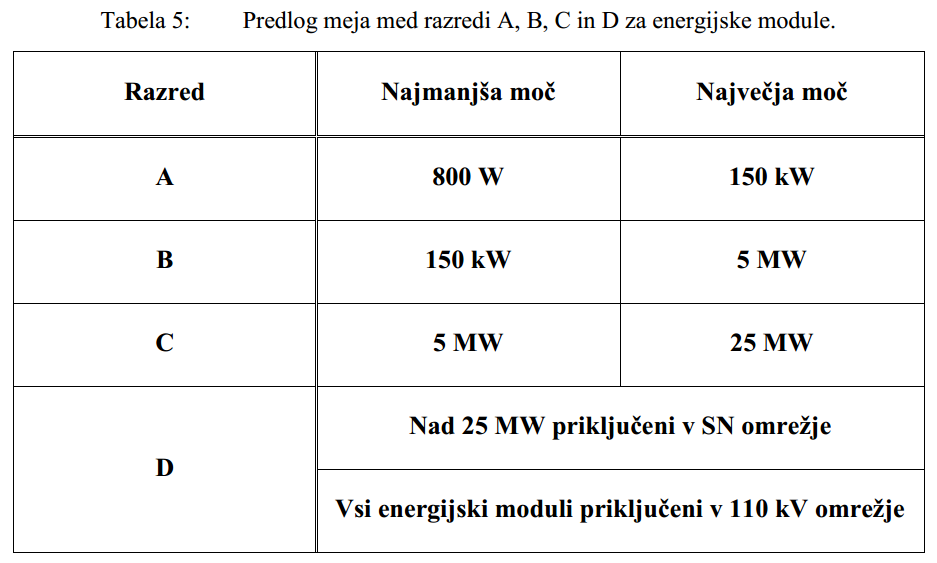 Tabela 5: Predlog meja med razredi A, B, C in D za energijske module.
Razred Najmanjša moč Največja moč
A 800 W 150 kW
B 150 kW 5 MW
C 5 MW 25 MW
D
Nad 25 MW priključeni v SN omrežje
Vsi energijski moduli priključeni v 110 kV omrežje